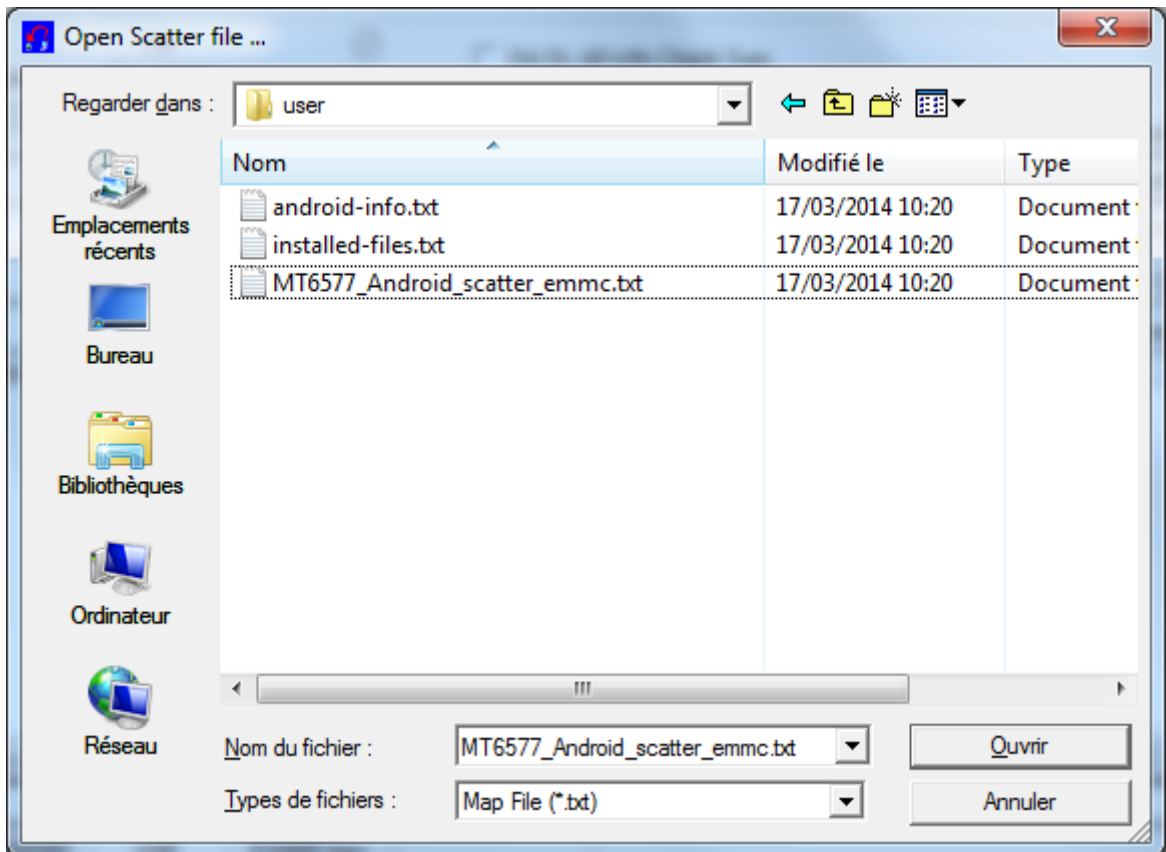 Open Scatter file ...
Regarder dans :
user
Nom
Modifié le
Type
android-info.txt
17/03/2014 10:20
Document
installed-files.txt
17/03/2014 10:20
Document
MT6577_Android_scatter_emmc.txt
17/03/2014 10:20
Document
Emplacements
récents
Bureau
Bibliothèques
Ordinateur
Réseau
Nom du fichier :
MT6577_Android_scatter_emmc.txt
Ouvrir
Types de fichiers :
Map File (*.txt)
Annuler